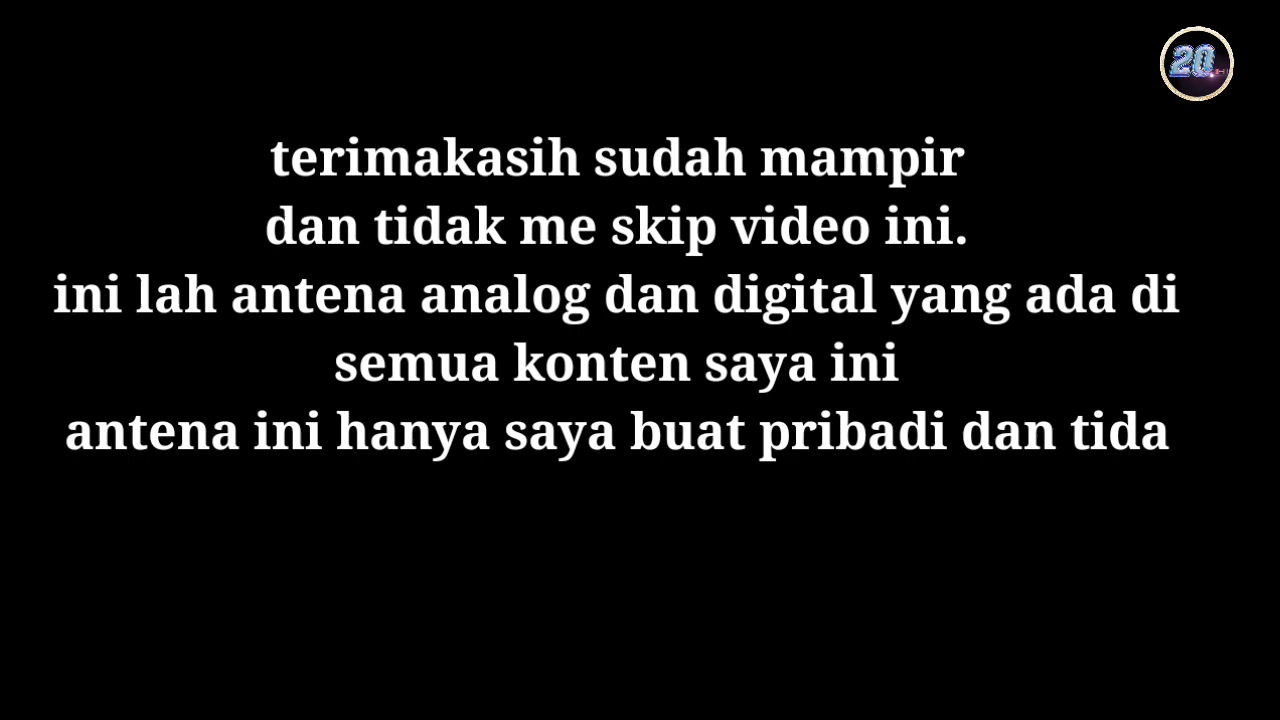 20
terimakasih sudah mampir
dan tidak me skip video ini.
ini lah antena analog dan digital yang ada di
semua konten saya ini
antena ini hanya saya buat pribadi dan tida